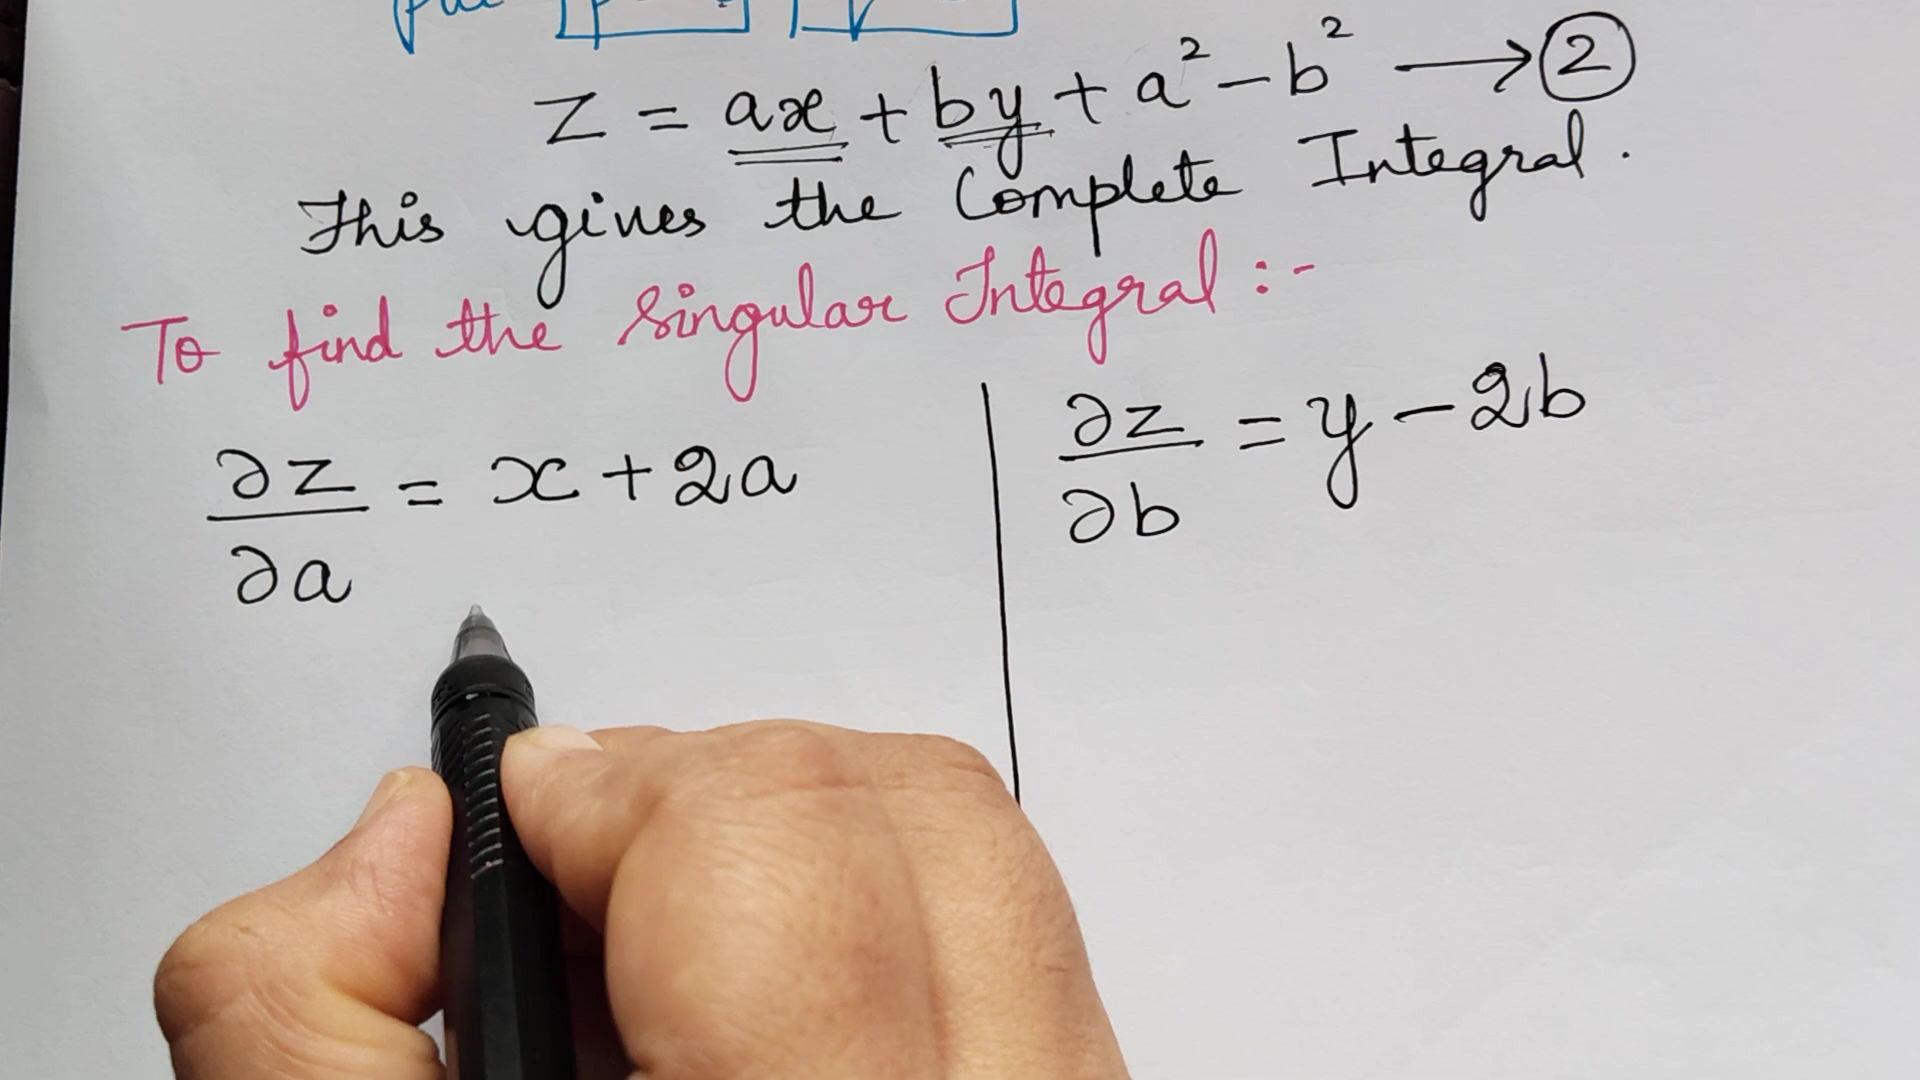 z = ax + by + a² - b² → ②
This gives the Complete Integral.
To find the Singular Integral :-
∂z/∂a = x + 2a
∂z/∂b = y - 2b